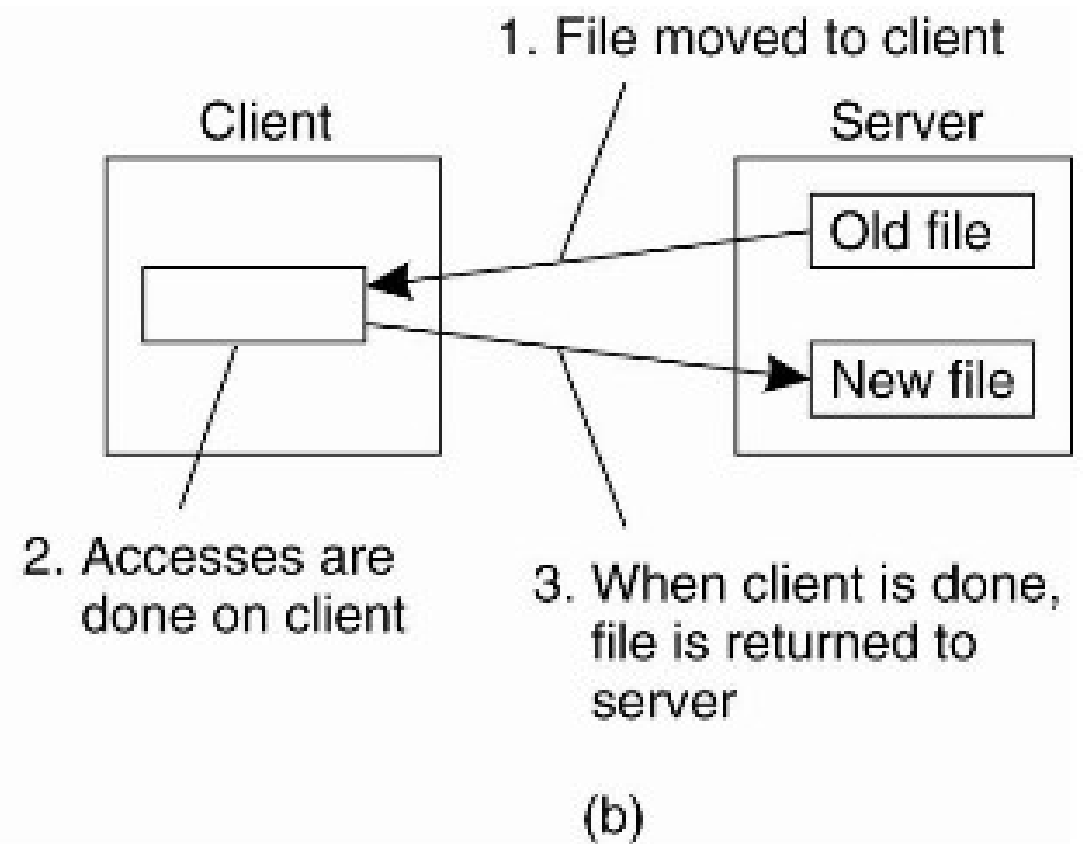 1. File moved to client
Client
Server
Old file
New file
2. Accesses are
done on client
3. When client is done,
file is returned to
server
(b)